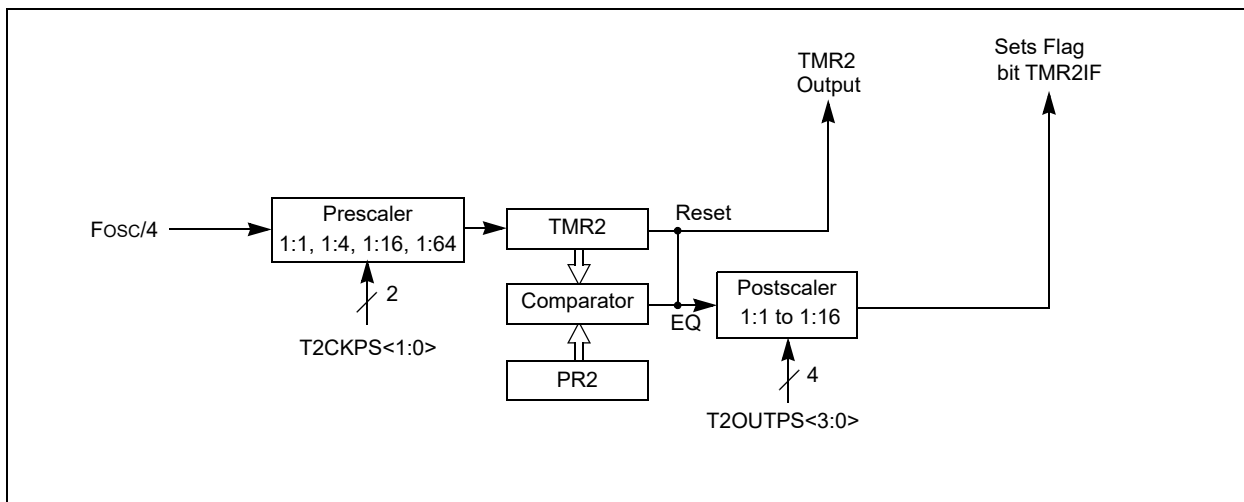 TMR2
Output
Sets Flag
bit TMR2IF
Fosc/4
Prescaler
1:1, 1:4, 1:16, 1:64
2
T2CKPS<1:0>
TMR2
Reset
Comparator
EQ
PR2
Postscaler
1:1 to 1:16
4
T2OUTPS<3:0>